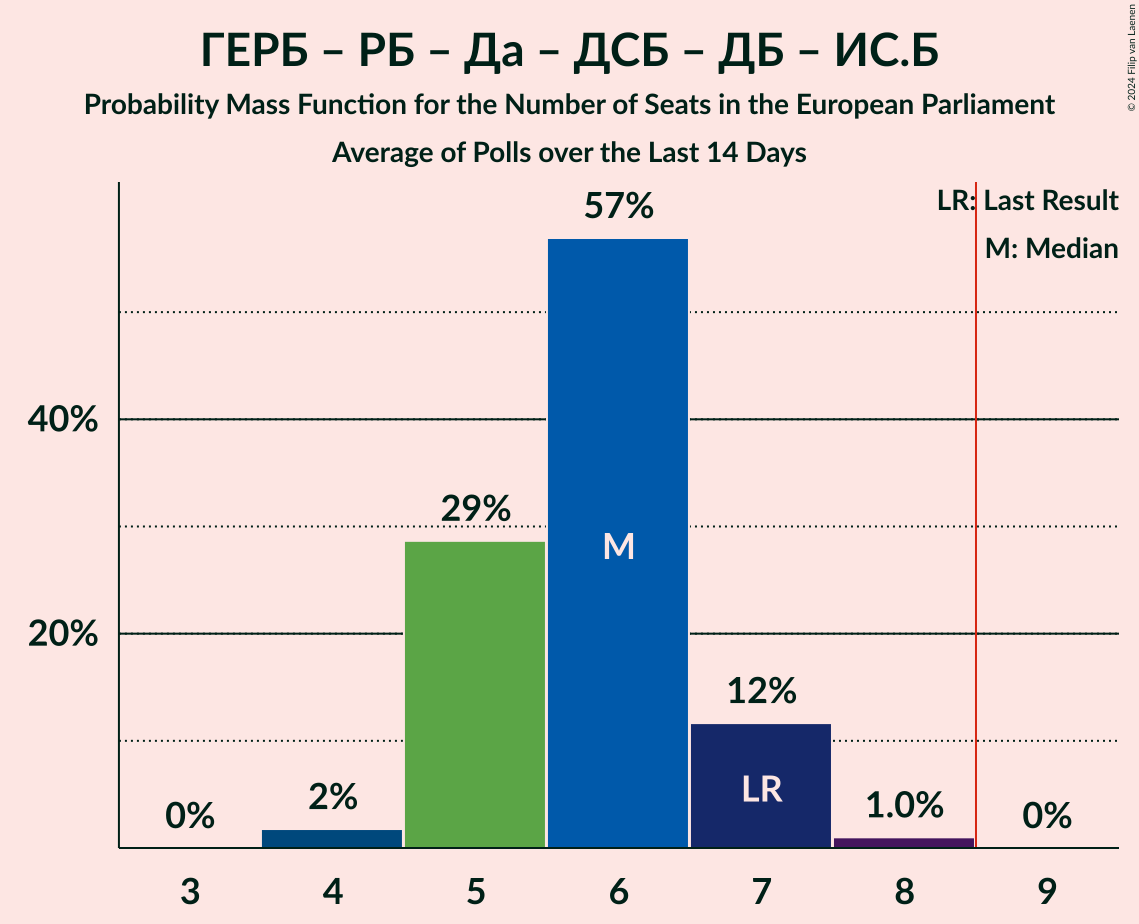 ГЕРБ – РБ – Да – ДСБ – ДБ – ИС.Б
Probability Mass Function for the Number of Seats in the European Parliament
Average of Polls over the Last 14 Days
© 2024 Filip van Laenen
LR: Last Result
M: Median
57%
40%
29%
M
20%
12%
LR
2%
1.0%
0%
0%
3 4 5 6 7 8 9